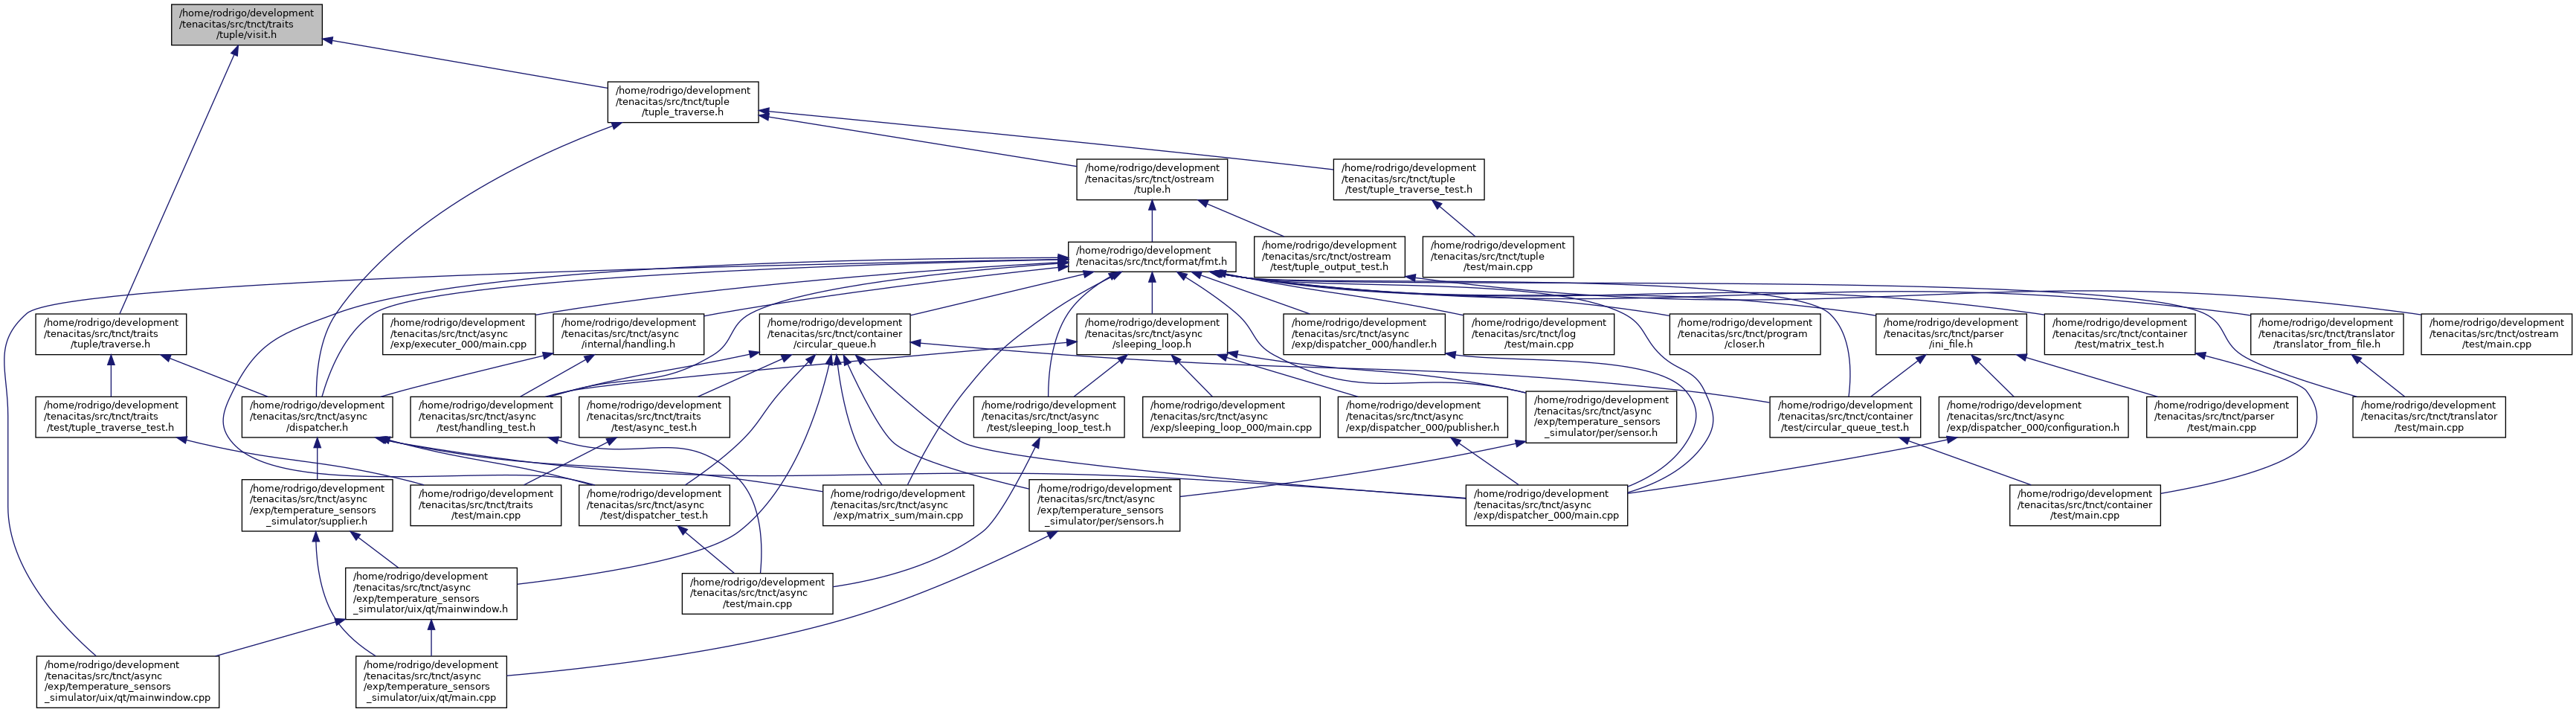 /home/rodrigo/development
/tenacitas/src/tnct/traits
/tuple/visit.h
/home/rodrigo/development
/tenacitas/src/tnct/tuple
/tuple_traverse.h
/home/rodrigo/development
/tenacitas/src/tnct/ostream
/tuple.h
/home/rodrigo/development
/tenacitas/src/tnct/tuple
/test/tuple_traverse_test.h
/home/rodrigo/development
/tenacitas/src/tnct/format/fmt.h
/home/rodrigo/development
/tenacitas/src/tnct/ostream
/test/tuple_output_test.h
/home/rodrigo/development
/tenacitas/src/tnct/tuple
/test/main.cpp
/home/rodrigo/development
/tenacitas/src/tnct/traits
/tuple/traverse.h
/home/rodrigo/development
/tenacitas/src/tnct/async
/exp/executer_000/main.cpp
/home/rodrigo/development
/tenacitas/src/tnct/async
/internal/handling.h
/home/rodrigo/development
/tenacitas/src/tnct/container
/circular_queue.h
/home/rodrigo/development
/tenacitas/src/tnct/async
/sleeping_loop.h
/home/rodrigo/development
/tenacitas/src/tnct/async
/exp/dispatcher_000/handler.h
/home/rodrigo/development
/tenacitas/src/tnct/log
/test/main.cpp
/home/rodrigo/development
/tenacitas/src/tnct/program
/closer.h
/home/rodrigo/development
/tenacitas/src/tnct/parser
/ini_file.h
/home/rodrigo/development
/tenacitas/src/tnct/container
/test/matrix_test.h
/home/rodrigo/development
/tenacitas/src/tnct/translator
/translator_from_file.h
/home/rodrigo/development
/tenacitas/src/tnct/ostream
/test/main.cpp
/home/rodrigo/development
/tenacitas/src/tnct/traits
/test/tuple_traverse_test.h
/home/rodrigo/development
/tenacitas/src/tnct/async
/dispatcher.h
/home/rodrigo/development
/tenacitas/src/tnct/async
/test/handling_test.h
/home/rodrigo/development
/tenacitas/src/tnct/traits
/test/async_test.h
/home/rodrigo/development
/tenacitas/src/tnct/async
/test/sleeping_loop_test.h
/home/rodrigo/development
/tenacitas/src/tnct/async
/exp/sleeping_loop_000/main.cpp
/home/rodrigo/development
/tenacitas/src/tnct/async
/exp/dispatcher_000/publisher.h
/home/rodrigo/development
/tenacitas/src/tnct/async
/exp/temperature_sensors
_simulator/per/sensor.h
/home/rodrigo/development
/tenacitas/src/tnct/container
/test/circular_queue_test.h
/home/rodrigo/development
/tenacitas/src/tnct/async
/exp/dispatcher_000/configuration.h
/home/rodrigo/development
/tenacitas/src/tnct/parser
/test/main.cpp
/home/rodrigo/development
/tenacitas/src/tnct/translator
/test/main.cpp
/home/rodrigo/development
/tenacitas/src/tnct/async
/exp/temperature_sensors
_simulator/supplier.h
/home/rodrigo/development
/tenacitas/src/tnct/traits
/test/main.cpp
/home/rodrigo/development
/tenacitas/src/tnct/async
/test/dispatcher_test.h
/home/rodrigo/development
/tenacitas/src/tnct/async
/exp/matrix_sum/main.cpp
/home/rodrigo/development
/tenacitas/src/tnct/async
/exp/temperature_sensors
_simulator/per/sensors.h
/home/rodrigo/development
/tenacitas/src/tnct/async
/exp/dispatcher_000/main.cpp
/home/rodrigo/development
/tenacitas/src/tnct/container
/test/main.cpp
/home/rodrigo/development
/tenacitas/src/tnct/async
/exp/temperature_sensors
_simulator/uix/qt/mainwindow.h
/home/rodrigo/development
/tenacitas/src/tnct/async
/test/main.cpp
/home/rodrigo/development
/tenacitas/src/tnct/async
/exp/temperature_sensors
_simulator/uix/qt/mainwindow.cpp
/home/rodrigo/development
/tenacitas/src/tnct/async
/exp/temperature_sensors
_simulator/uix/qt/main.cpp